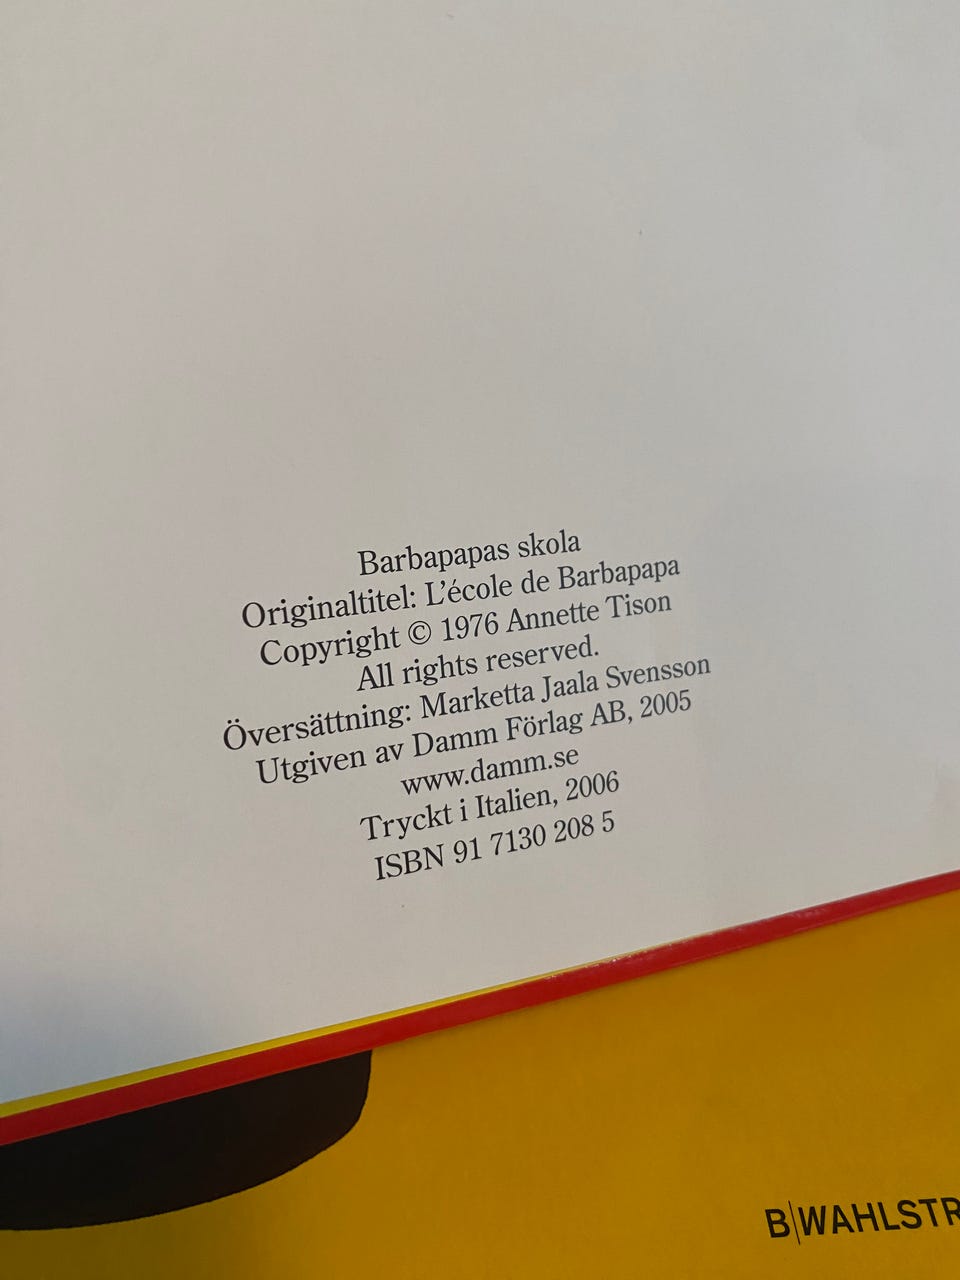 Barbapapas skola
Originaltitel: L’école de Barbapapa
Copyright © 1976 Annette Tison
All rights reserved.
Översättning: Marketta Jaala Svensson
Utgiven av Damm Förlag AB, 2005
www.damm.se
Tryckt i Italien, 2006
ISBN 91 7130 208 5
B|WAHLSTR